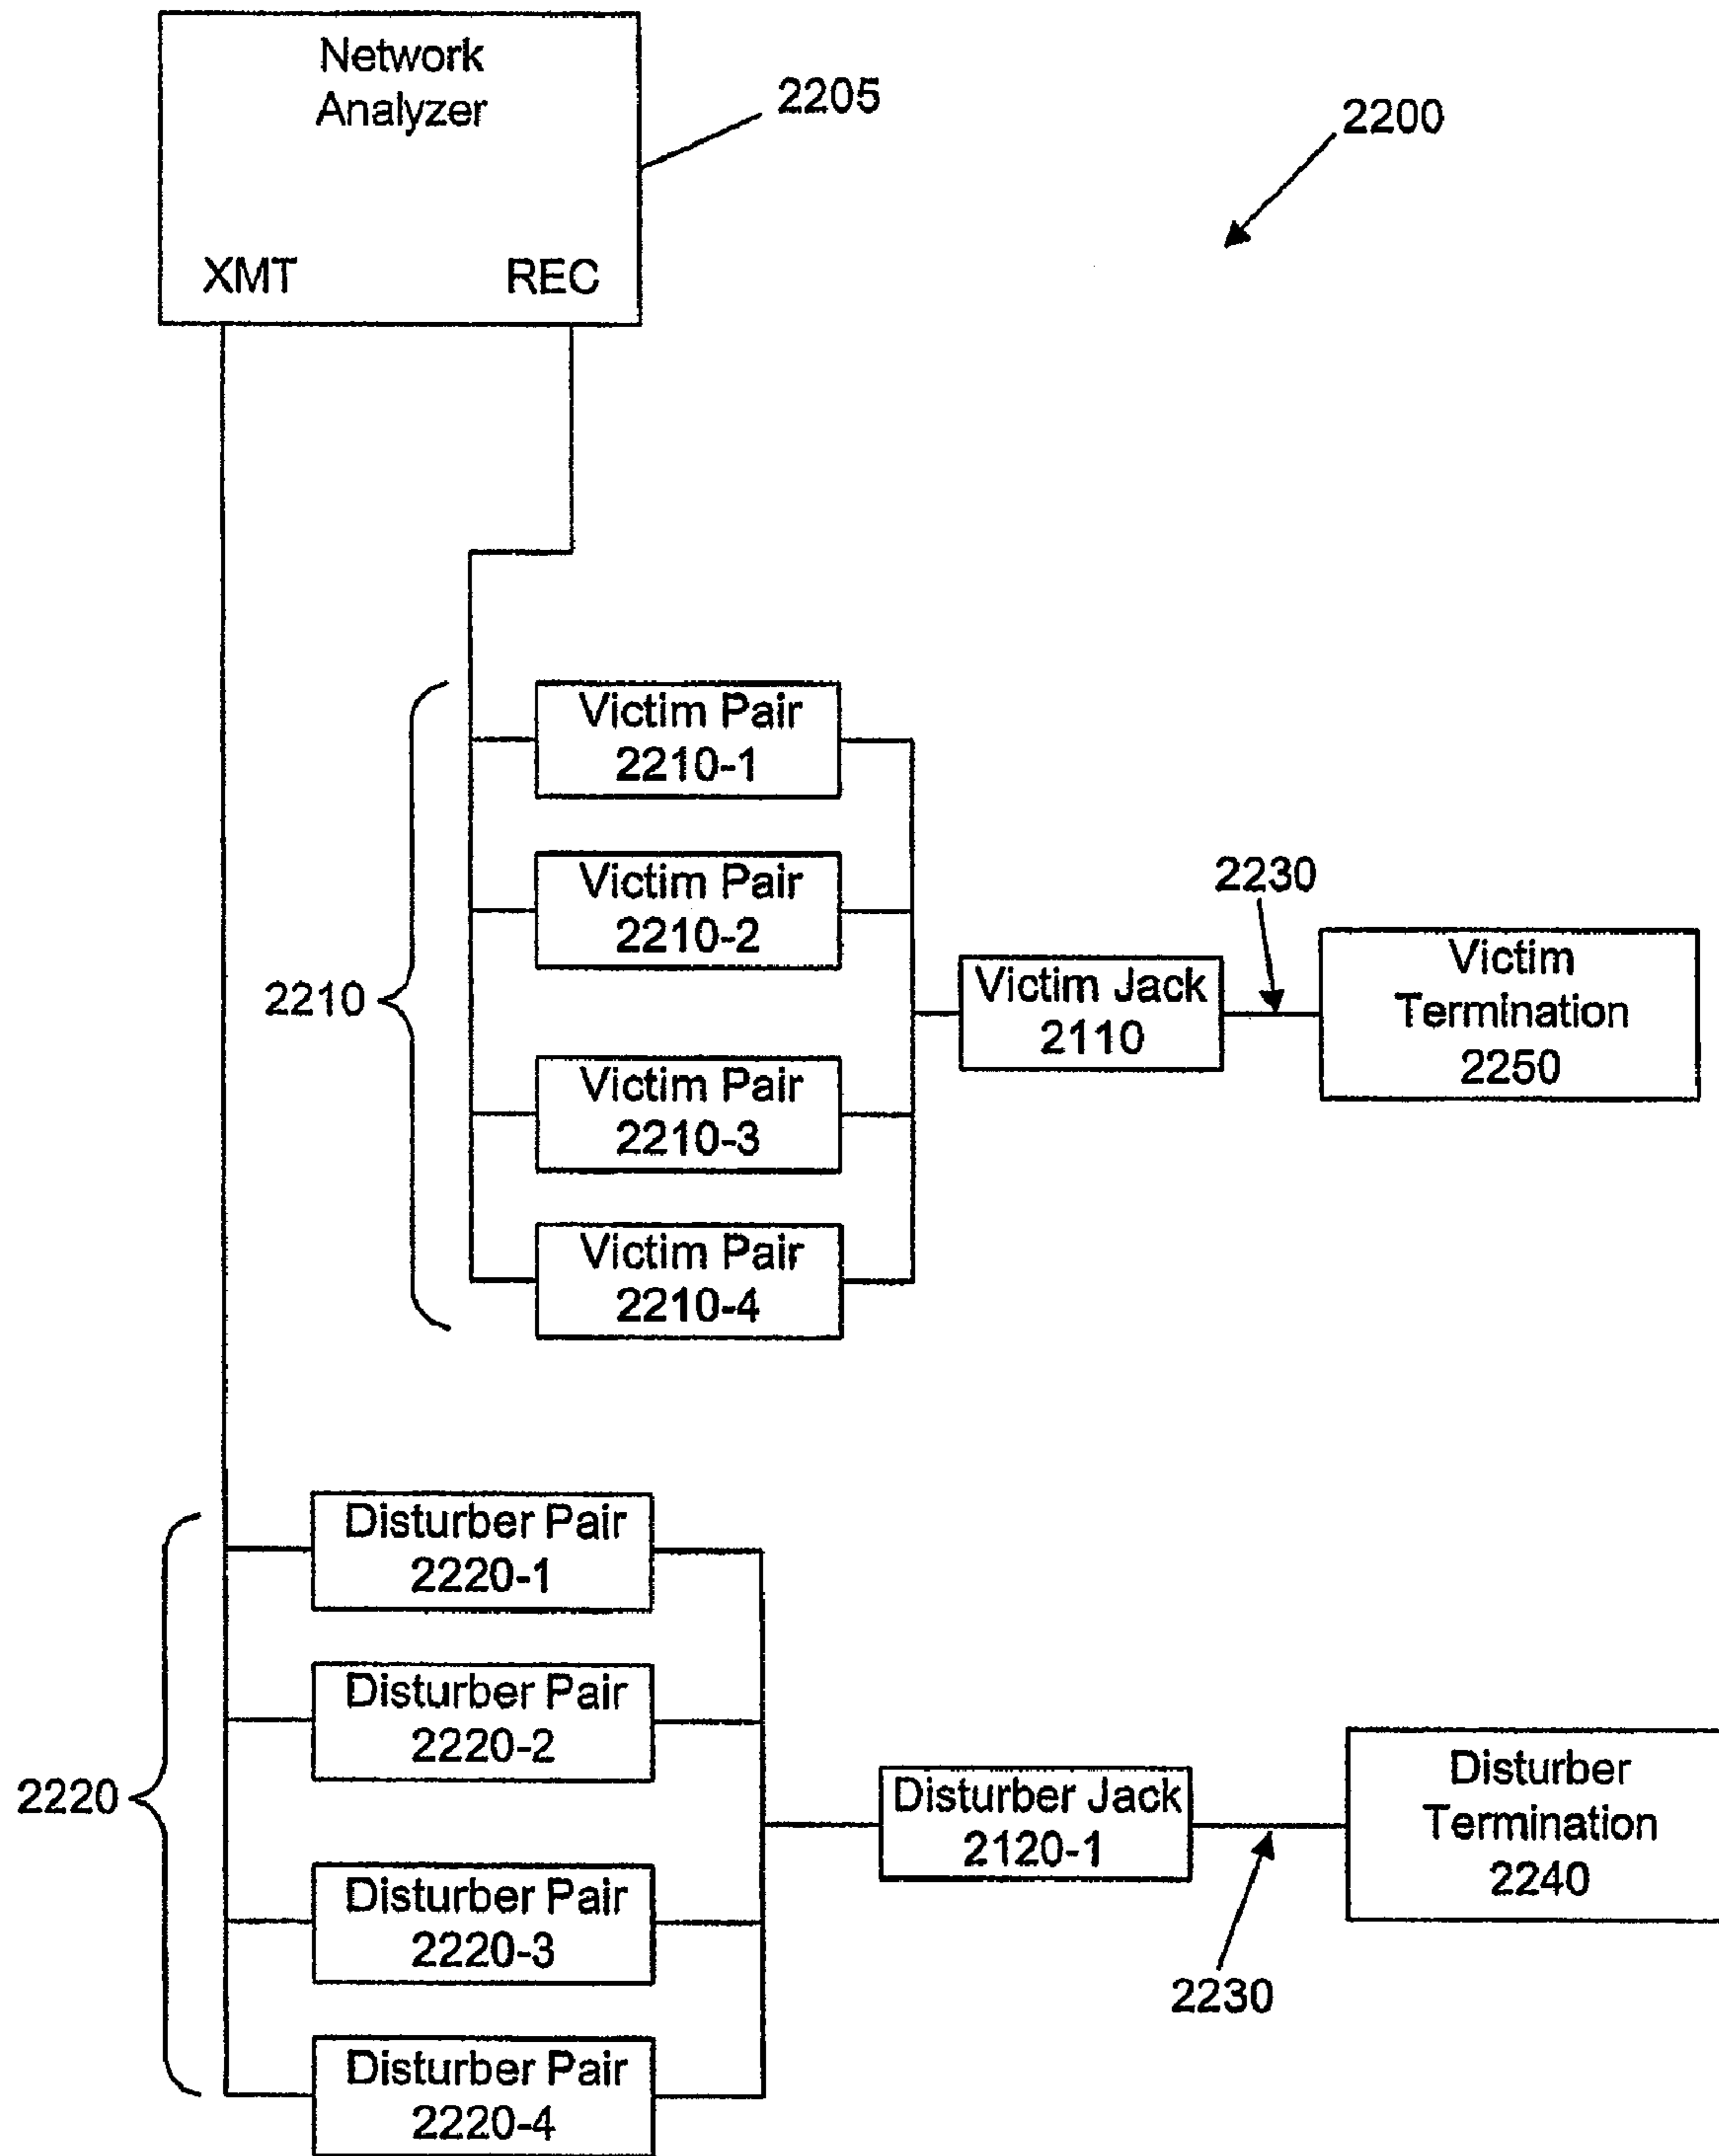 Network
Analyzer
2205
2200
XMT
REC
Victim Pair
2210-1
Victim Pair
2210-2
2230
2210
Victim Jack
2110
Victim
Termination
2250
Victim Pair
2210-3
Victim Pair
2210-4
Disturber Pair
2220-1
Disturber Pair
2220-2
2220
Disturber Jack
2120-1
Disturber
Termination
2240
Disturber Pair
2220-3
2230
Disturber Pair
2220-4